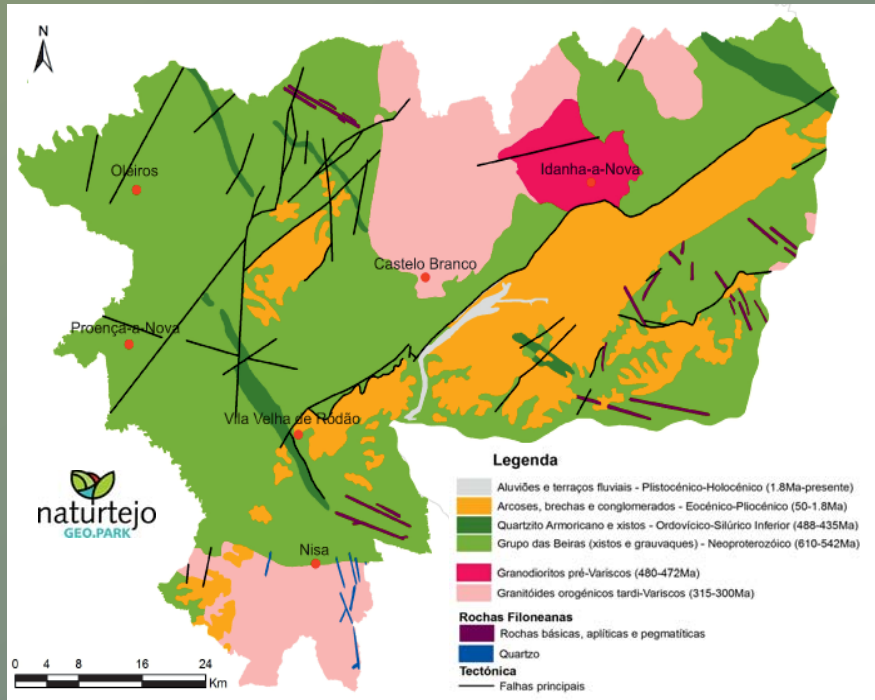 N
Oleiros
Idanha-a-Nova
Castelo Branco
Proença-a-Nova
Vila Velha de Ródão
Nisa
naturtejo
GEO.PARK
0 4 8 16 24
Km
Legenda
Aluviões e terraços fluviais - Plistocénico-Holocénico (1.8Ma-presente)
Arcoses, brechas e conglomerados - Eocénico-Pliocénico (50-1.8Ma)
Quartzito Armoricano e xistos - Ordovícico-Silúrico Inferior (488-435Ma)
Grupo das Beiras (xistos e grauvaques) - Neoproterozóico (610-542Ma)
Granodioritos pré-Variscos (480-472Ma)
Granitóides orogénicos tardi-Variscos (315-300Ma)
Rochas Filoneanas
Rochas básicas, aplíticas e pegmatíticas
Quartzo
Tectónica
Falhas principais